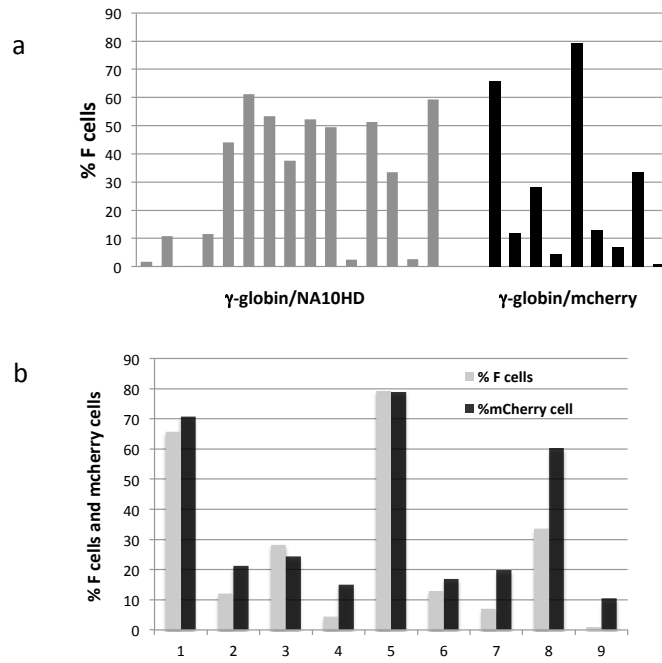 a
90
80
70
60
50
40
30
20
10
0
% F cells
γ-globin/NA10HD
γ-globin/mcherry
b
90
80
70
60
50
40
30
20
10
0
% F cells and mcherry cells
% F cells
%mCherry cell
1 2 3 4 5 6 7 8 9